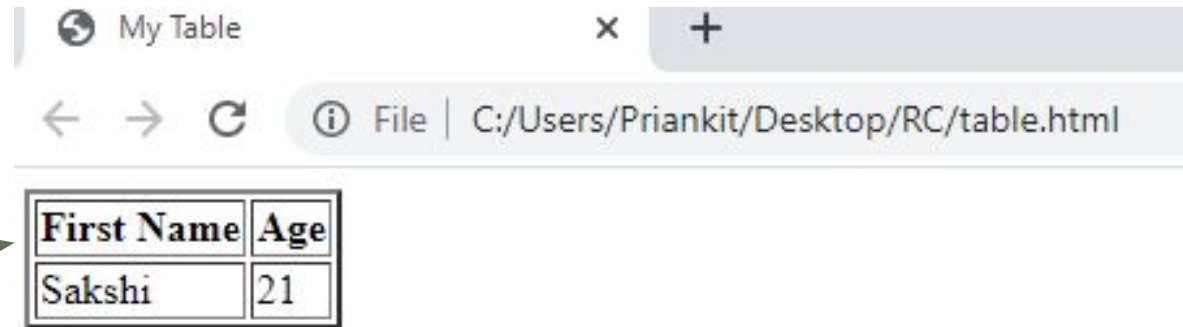 My Table
File | C:/Users/Priankit/Desktop/RC/table.html
First Name Age
Sakshi 21